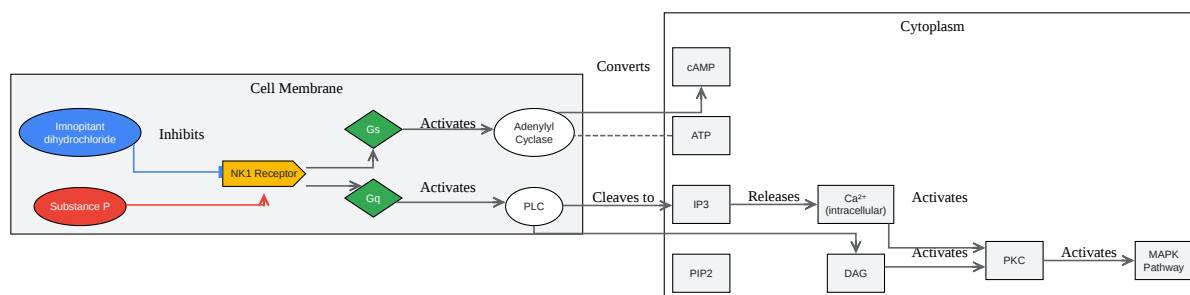 Cytoplasm
Converts
cAMP
Cell Membrane
Imnopitant
dihydrochloride
Inhibits
Gs
Activates
Adenylyl
Cyclase
ATP
NK1 Receptor
Substance P
Gq
Activates
PLC
Cleaves to
IP3
Releases
Ca²⁺
(intracellular)
Activates
PIP2
DAG
Activates
PKC
Activates
MAPK
Pathway